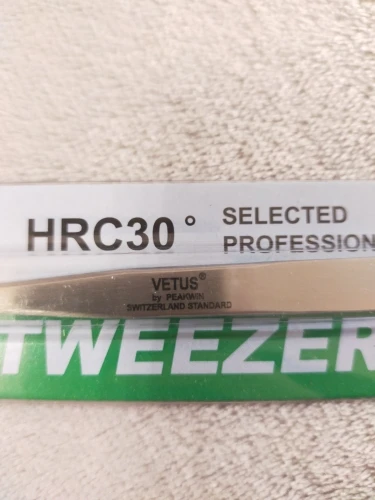 HRC30°
SELECTED
PROFESSION
VETUS®
by PEAKWIN
SWITZERLAND STANDARD
TWEEZER